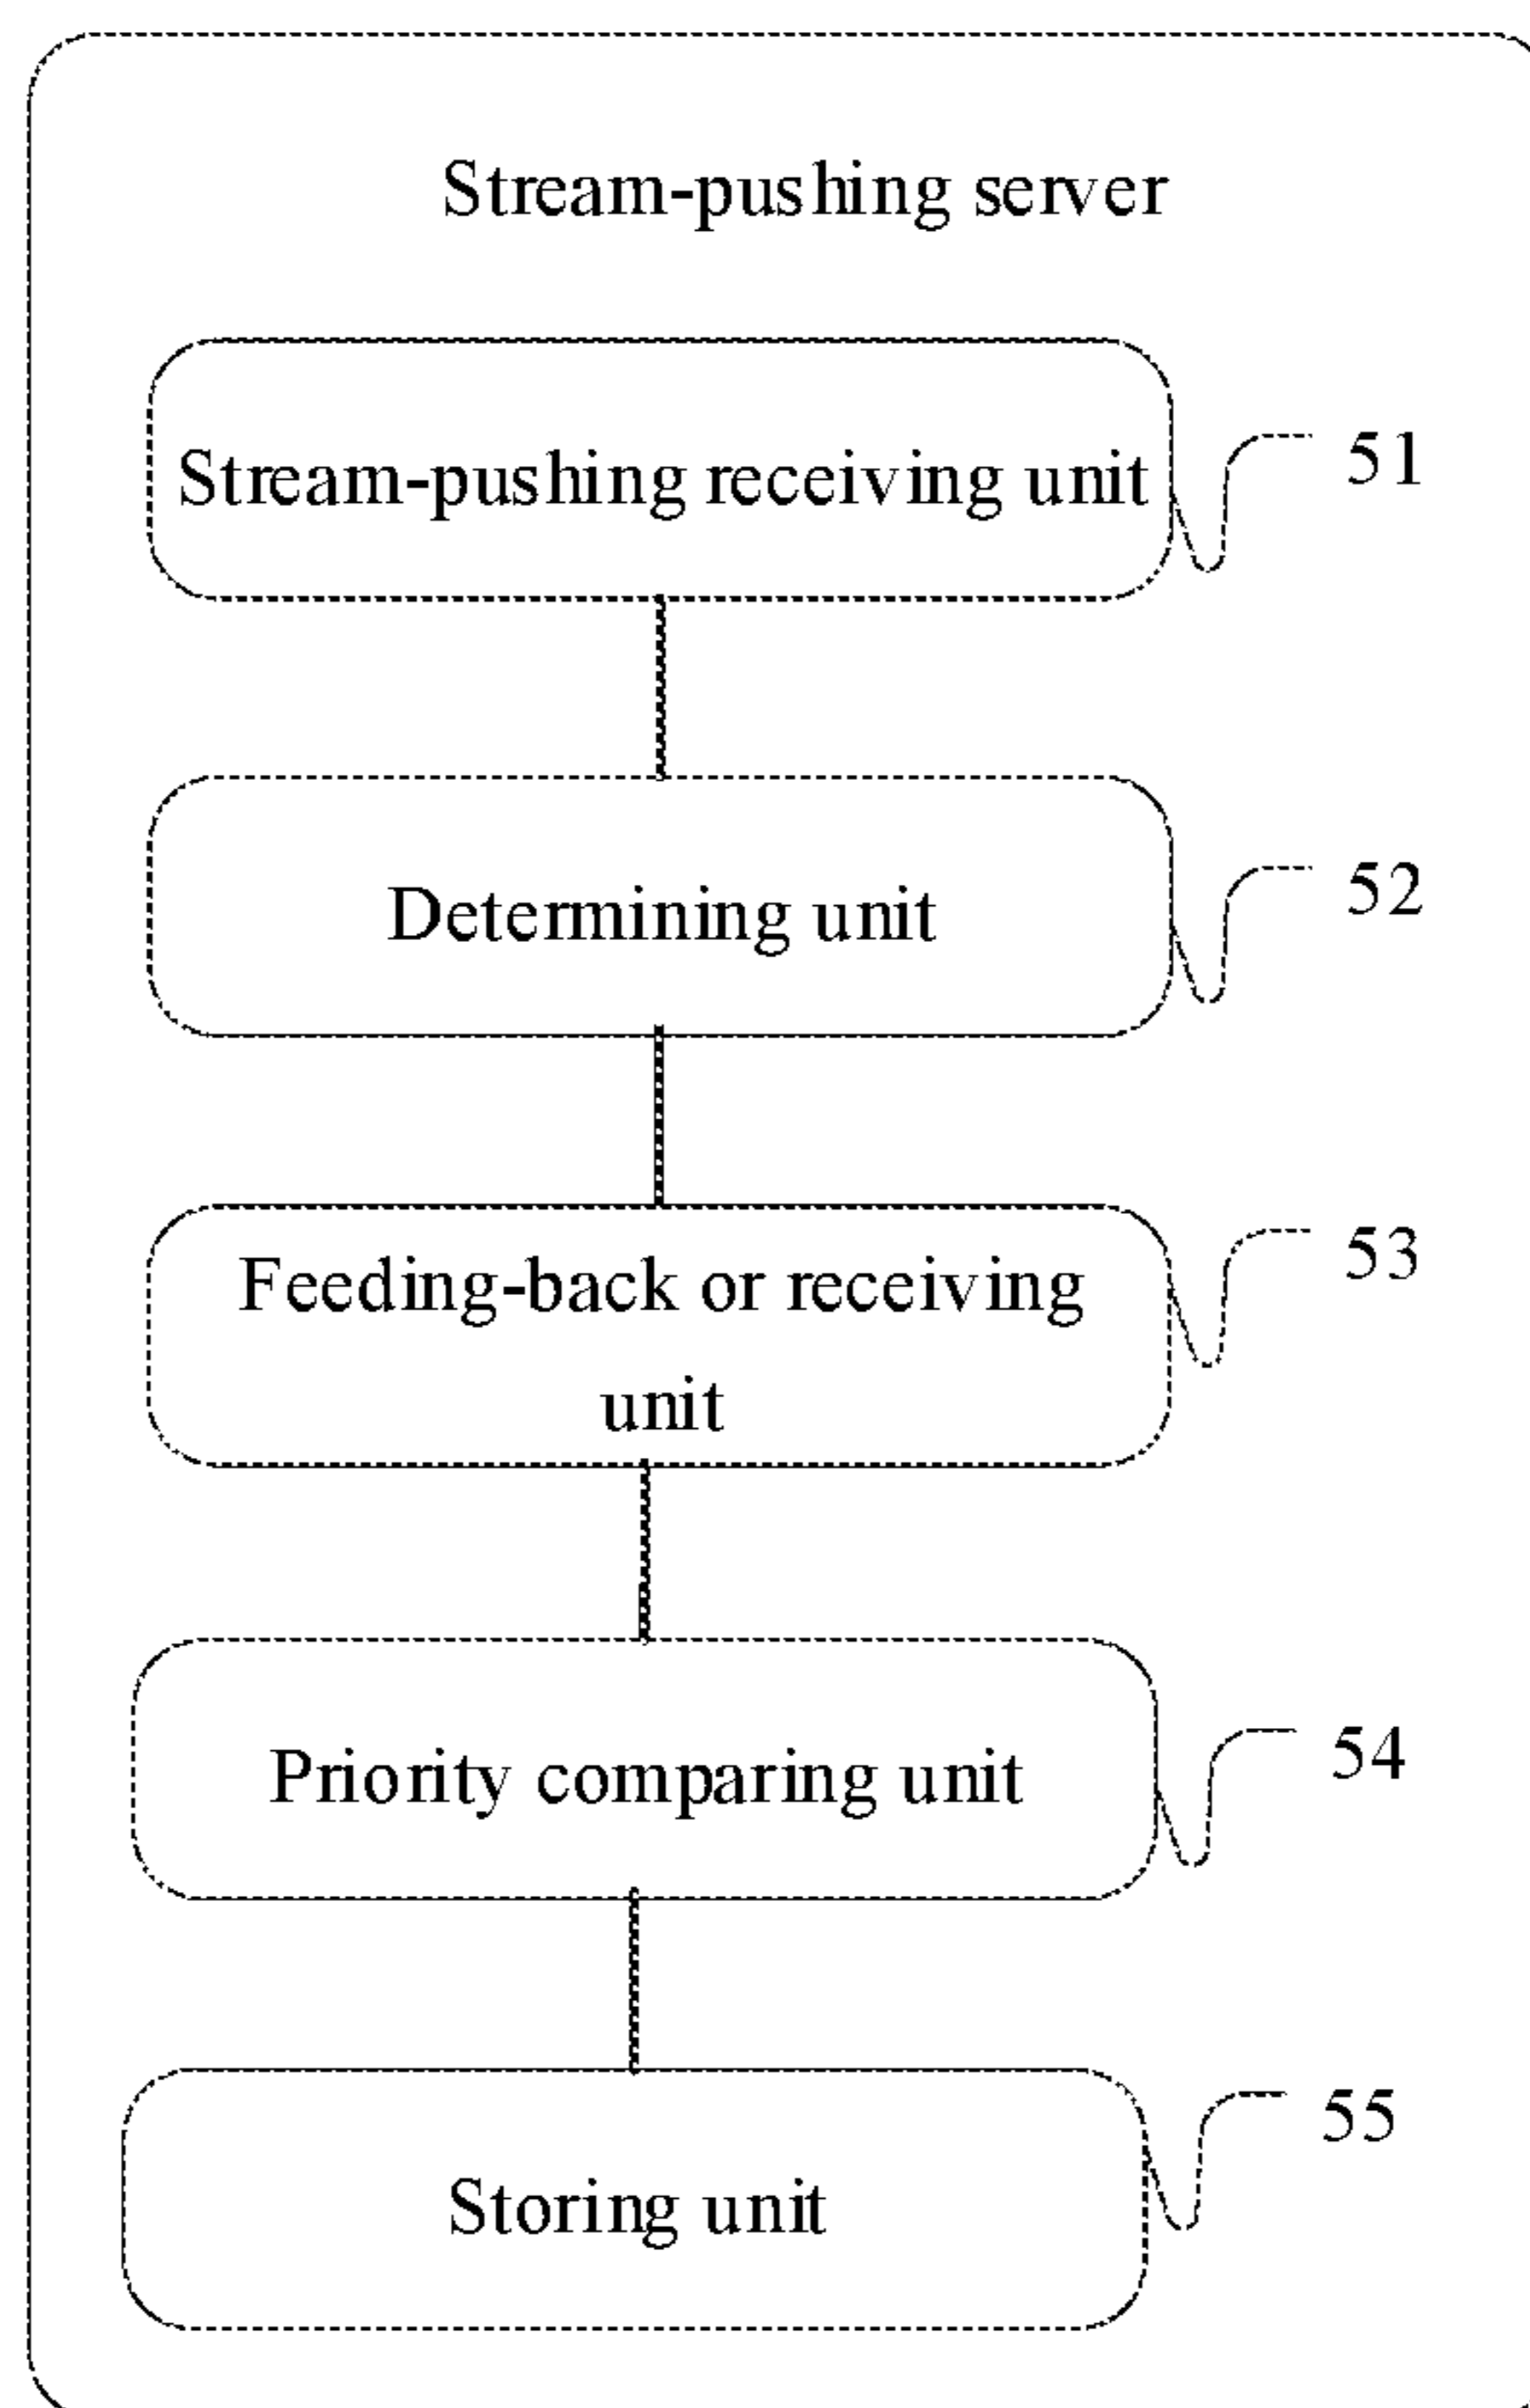 Stream-pushing server
Stream-pushing receiving unit
51
Determining unit
52
Feeding-back or receiving
unit
53
Priority comparing unit
54
Storing unit
55